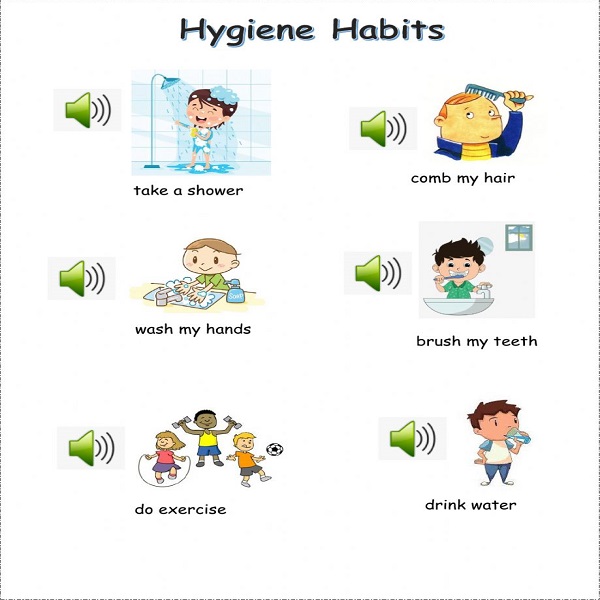 Hygiene Habits
take a shower
comb my hair
wash my hands
brush my teeth
do exercise
drink water